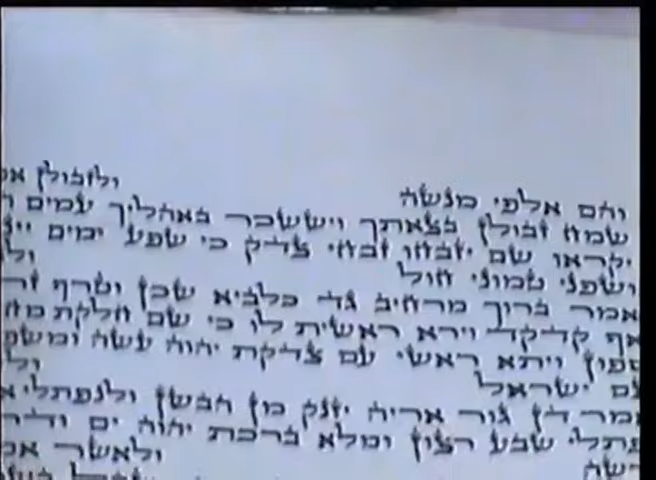 והם אלפי מנשה ולזבולן
שמח זבולן בצאתך ויששכר באהליך עמים
יקראו שם יזבחו זבחי צדק כי שפע ימים
ושפני טמוני חול
אמר ברוך מרחיב גד כלביא שכן וטרף
אף קדקד וירא ראשית לו כי שם חלקת
ספון ויתא ראשי עם צדקת יהוה עשה
עם ישראל
אמר דן גור אריה יזנק מן הבשן ולנפתלי
תלי שבע רצון ומלא ברכת יהוה ים
רשה ולאשר